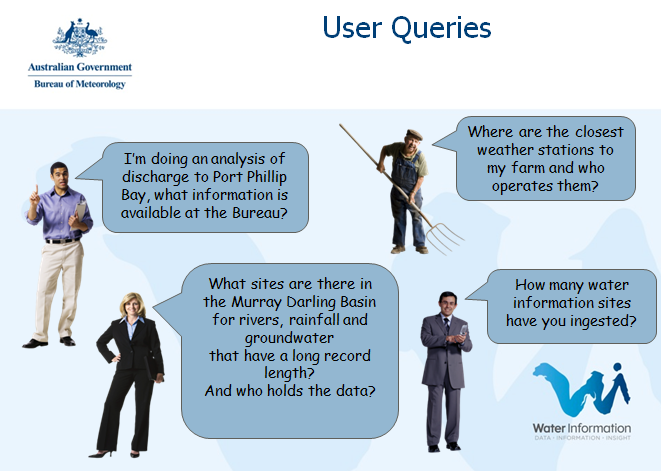 User Queries
Australian Government
Bureau of Meteorology
I'm doing an analysis of
discharge to Port Phillip
Bay, what information is
available at the Bureau?
Where are the closest
weather stations to
my farm and who
operates them?
What sites are there in
the Murray Darling Basin
for rivers, rainfall and
groundwater
that have a long record
length?
And who holds the data?
How many water
information sites
have you ingested?
Water Information
DATA · INFORMATION · INSIGHT